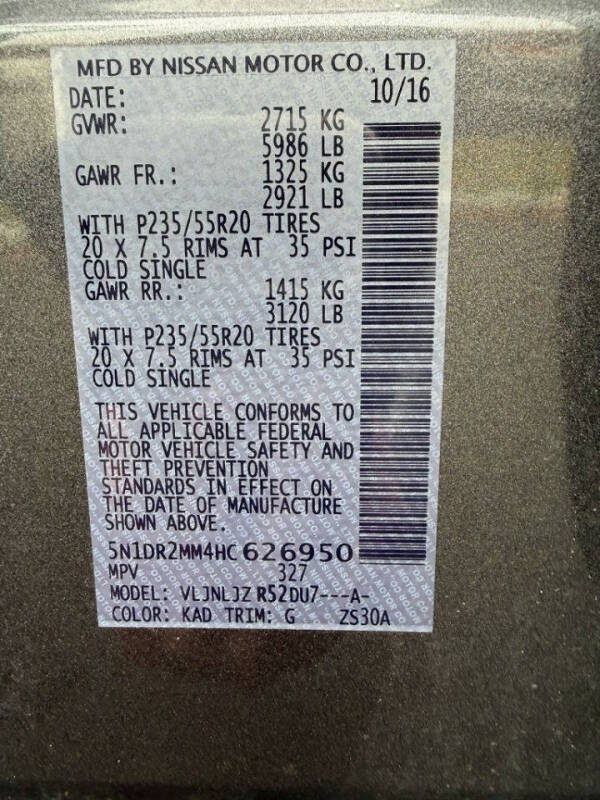 MFD BY NISSAN MOTOR CO., LTD.
DATE: 10/16
GVWR: 2715 KG
5986 LB
GAWR FR.: 1325 KG
2921 LB
WITH P235/55R20 TIRES
20 X 7.5 RIMS AT 35 PSI
COLD SINGLE
GAWR RR.: 1415 KG
3120 LB
WITH P235/55R20 TIRES
20 X 7.5 RIMS AT 35 PSI
COLD SINGLE
THIS VEHICLE CONFORMS TO
ALL APPLICABLE FEDERAL
MOTOR VEHICLE SAFETY AND
THEFT PREVENTION
STANDARDS IN EFFECT ON
THE DATE OF MANUFACTURE
SHOWN ABOVE.
5N1DR2MM4HC 626950
MPV 327
MODEL: VLJNLJZ R52DU7---A-
COLOR: KAD TRIM: G ZS30A